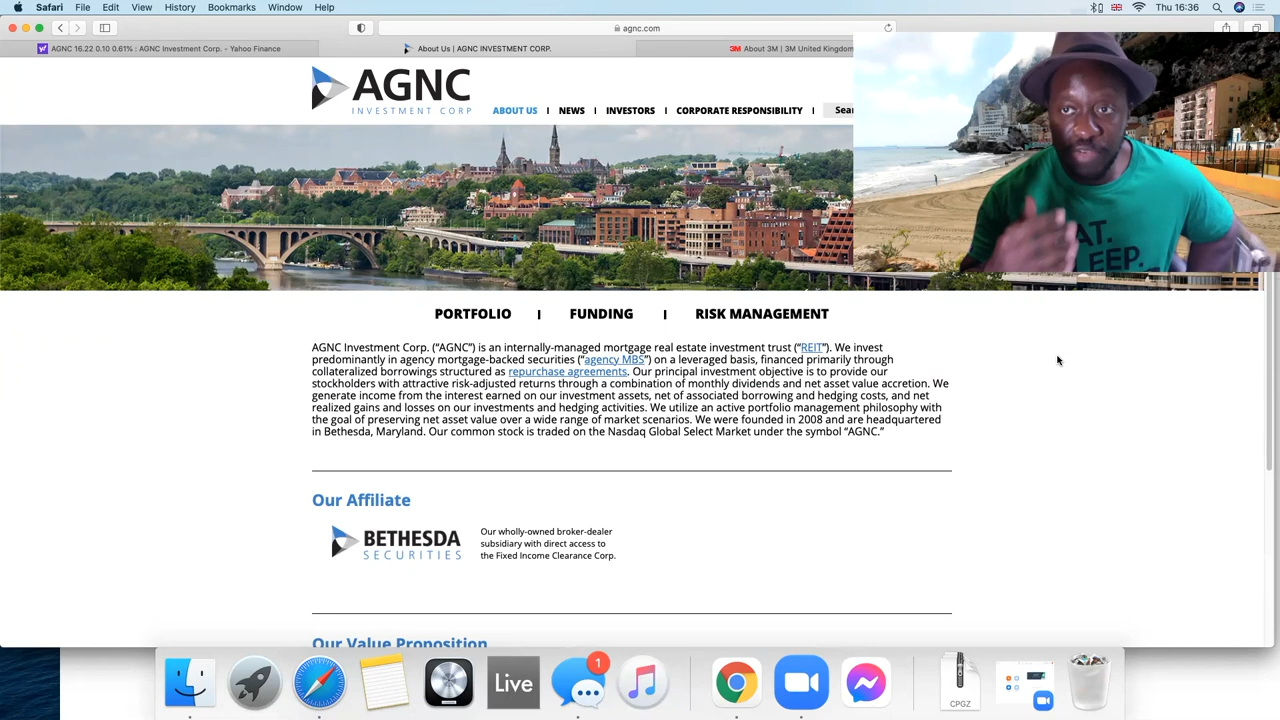 Safari File Edit View History Bookmarks Window Help Thu 16:36
agnc.com
AGNC 16.22 0.10 0.61% : AGNC Investment Corp. - Yahoo Finance
About Us | AGNC INVESTMENT CORP.
3M About 3M | 3M United Kingdom
AGNC
INVESTMENT CORP
ABOUT US | NEWS | INVESTORS | CORPORATE RESPONSIBILITY | Sear
AT.
EEP.
PORTFOLIO | FUNDING | RISK MANAGEMENT
AGNC Investment Corp. (“AGNC”) is an internally-managed mortgage real estate investment trust (“REIT”). We invest
predominantly in agency mortgage-backed securities (“agency MBS”) on a leveraged basis, financed primarily through
collateralized borrowings structured as repurchase agreements. Our principal investment objective is to provide our
stockholders with attractive risk-adjusted returns through a combination of monthly dividends and net asset value accretion. We
generate income from the interest earned on our investment assets, net of associated borrowing and hedging costs, and net
realized gains and losses on our investments and hedging activities. We utilize an active portfolio management philosophy with
the goal of preserving net asset value over a wide range of market scenarios. We were founded in 2008 and are headquartered
in Bethesda, Maryland. Our common stock is traded on the Nasdaq Global Select Market under the symbol “AGNC.”
Our Affiliate
BETHESDA
SECURITIES
Our wholly-owned broker-dealer
subsidiary with direct access to
the Fixed Income Clearance Corp.
Our Value Proposition
Live
1
CPGZ